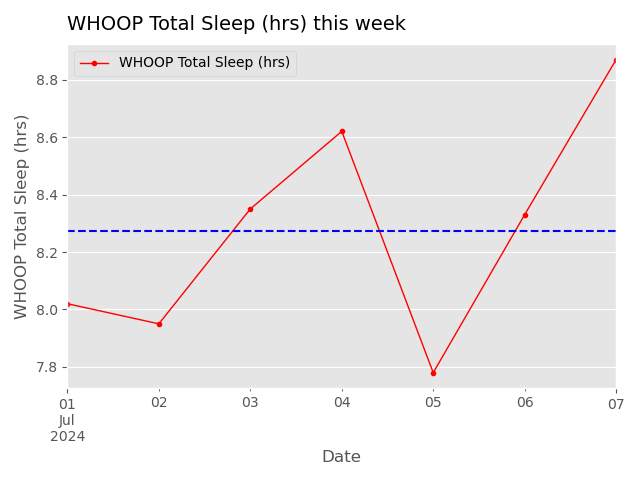 WHOOP Total Sleep (hrs) this week
WHOOP Total Sleep (hrs)
WHOOP Total Sleep (hrs)
8.8
8.6
8.4
8.2
8.0
7.8
01 02 03 04 05 06 07
Jul
2024
Date